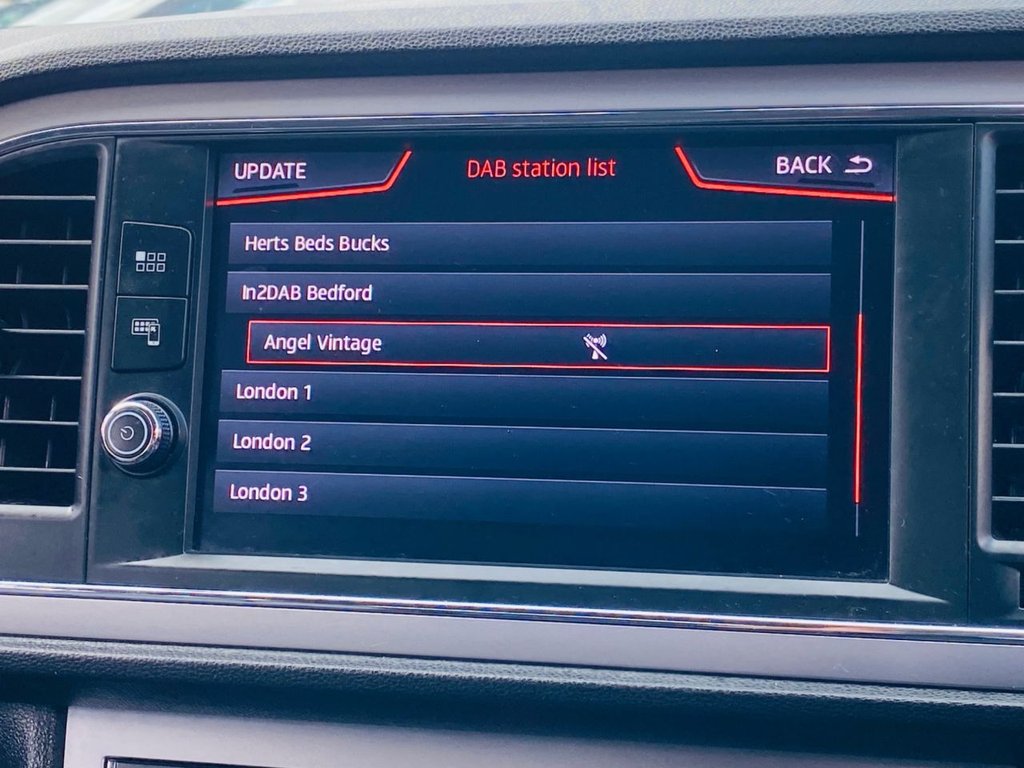 UPDATE
DAB station list
BACK
Herts Beds Bucks
In2DAB Bedford
Angel Vintage
London 1
London 2
London 3